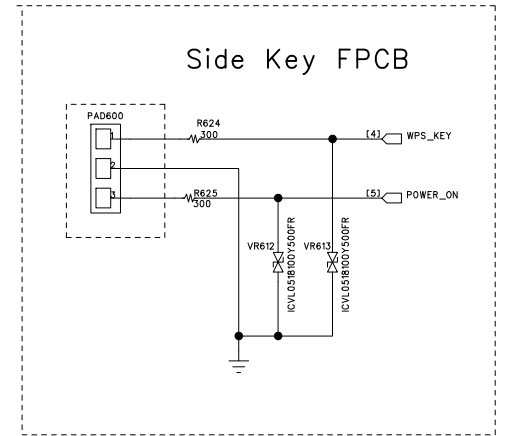 Side Key FPCB
PAD600
1
2
3
R624
300
[4] WPS_KEY
R625
300
[5] POWER_ON
VR612
ICVL0518100Y500FR
VR613
ICVL0518100Y500FR